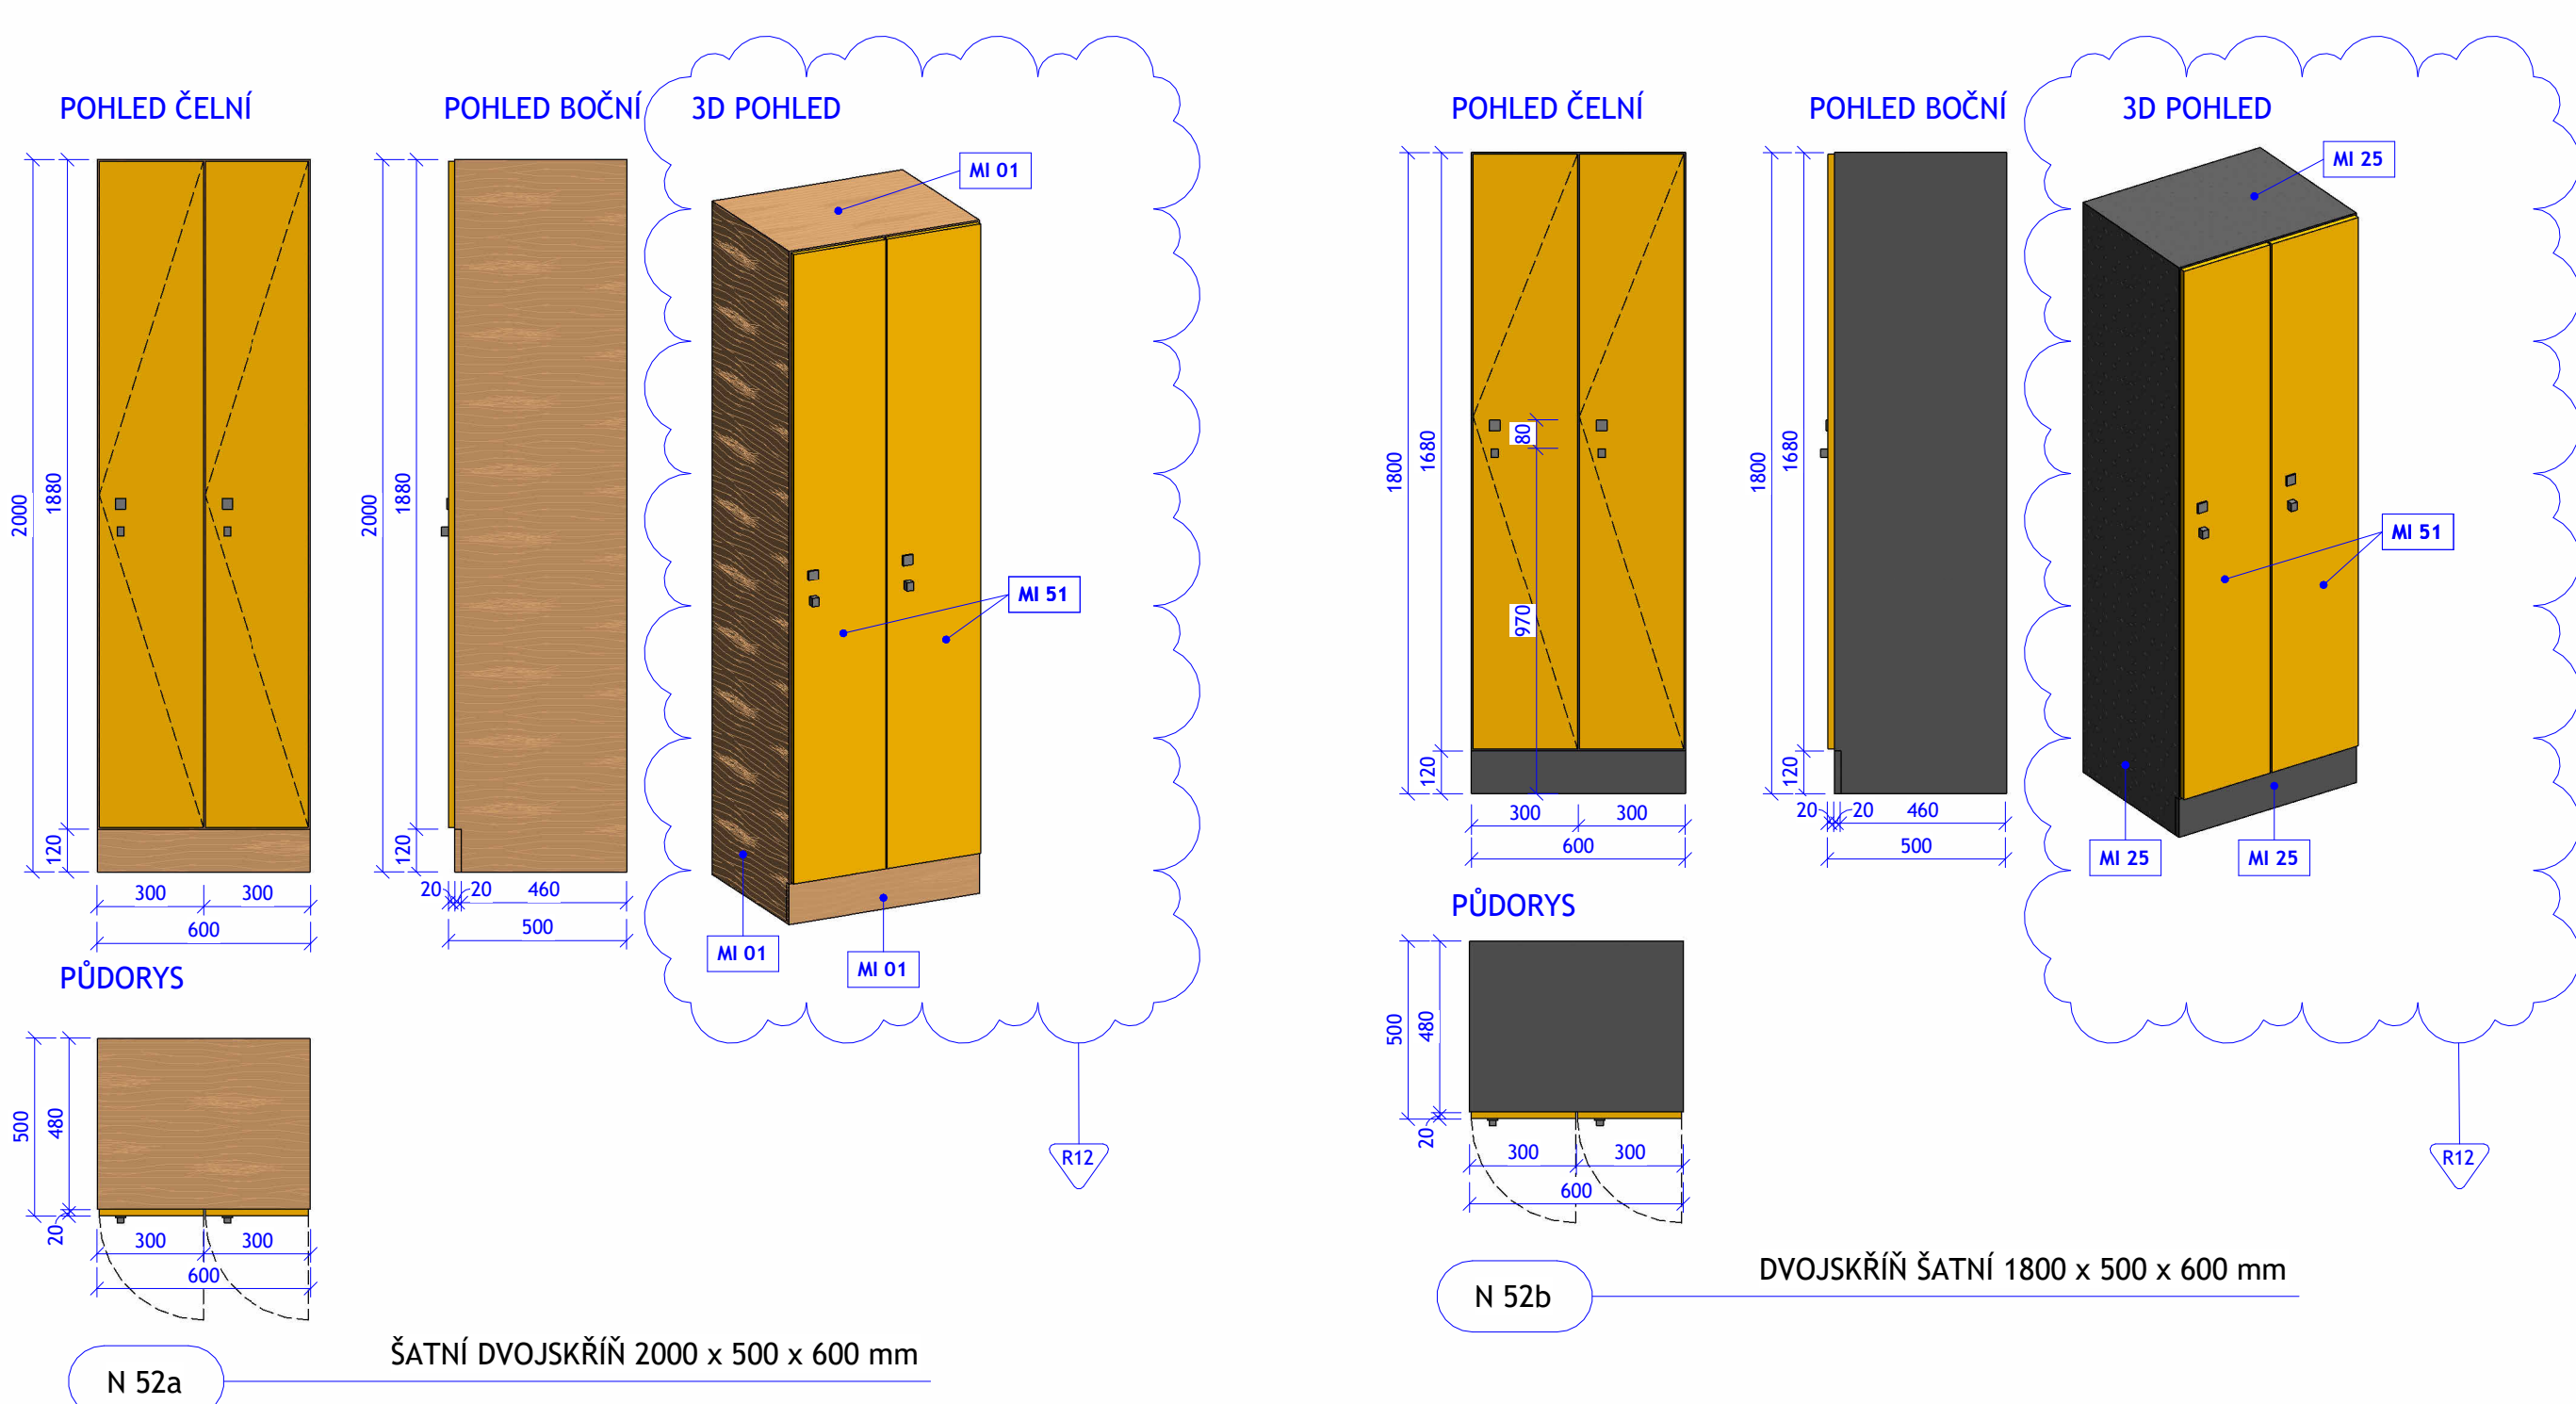 POHLED ČELNÍ
POHLED BOČNÍ
3D POHLED
MI 01
2000
1880
120
2000
1880
120
MI 51
300
300
600
20
20
460
500
MI 01
MI 01
PŮDORYS
500
480
20
300
300
600
R12
N 52a
ŠATNÍ DVOJSKŘÍŇ 2000 x 500 x 600 mm
POHLED ČELNÍ
POHLED BOČNÍ
3D POHLED
MI 25
1800
1680
120
80
970
1800
1680
120
MI 51
300
300
600
20
20
460
500
MI 25
MI 25
PŮDORYS
500
480
20
300
300
600
R12
N 52b
DVOJSKŘÍŇ ŠATNÍ 1800 x 500 x 600 mm